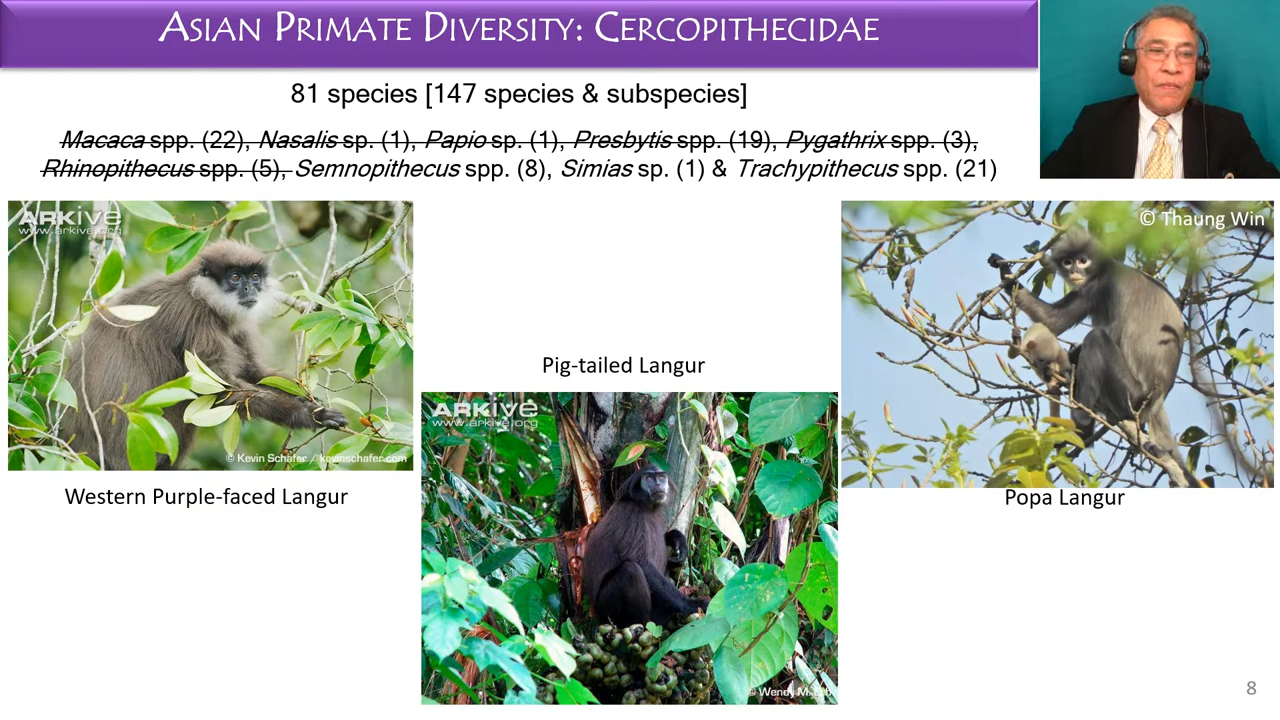 ASIAN PRIMATE DIVERSITY: CERCOPITHECIDAE
81 species [147 species & subspecies]
Macaca spp. (22), Nasalis sp. (1), Papio sp. (1), Presbytis spp. (19), Pygathrix spp. (3),
Rhinopithecus spp. (5), Semnopithecus spp. (8), Simias sp. (1) & Trachypithecus spp. (21)
ARKIVE
www.arkive.org
© Kevin Schafer / kevinschafer.com
Western Purple-faced Langur
Pig-tailed Langur
ARKIVE
www.arkive.org
© Wendy M.
© Thaung Win
Popa Langur
8